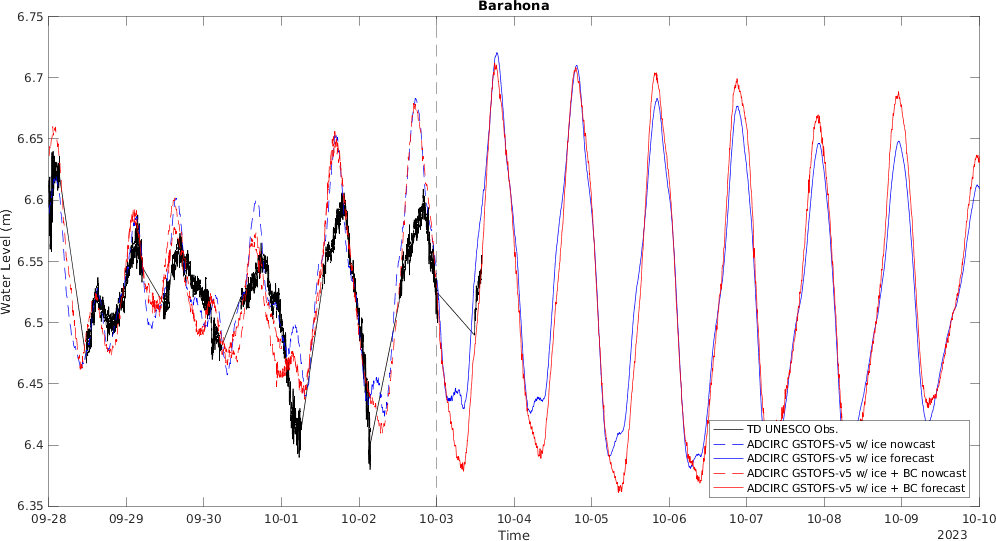 Barahona
Water Level (m)
6.75
6.7
6.65
6.6
6.55
6.5
6.45
6.4
6.35
TD UNESCO Obs.
ADCIRC GSTOFS-v5 w/ ice nowcast
ADCIRC GSTOFS-v5 w/ ice forecast
ADCIRC GSTOFS-v5 w/ ice + BC nowcast
ADCIRC GSTOFS-v5 w/ ice + BC forecast
09-28 09-29 09-30 10-01 10-02 10-03 10-04 10-05 10-06 10-07 10-08 10-09 10-10
Time
2023